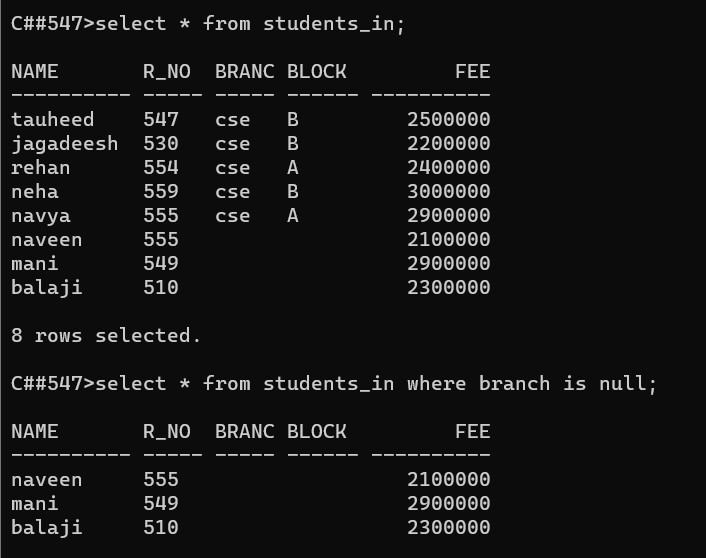 C##547>select * from students_in;
NAME       R_NO  BRANC BLOCK         FEE
---------- ----- ----- ------ ----------
tauheed    547   cse   B         2500000
jagadeesh  530   cse   B         2200000
rehan      554   cse   A         2400000
neha       559   cse   B         3000000
navya      555   cse   A         2900000
naveen     555                   2100000
mani       549                   2900000
balaji     510                   2300000
8 rows selected.
C##547>select * from students_in where branch is null;
NAME       R_NO  BRANC BLOCK         FEE
---------- ----- ----- ------ ----------
naveen     555                   2100000
mani       549                   2900000
balaji     510                   2300000